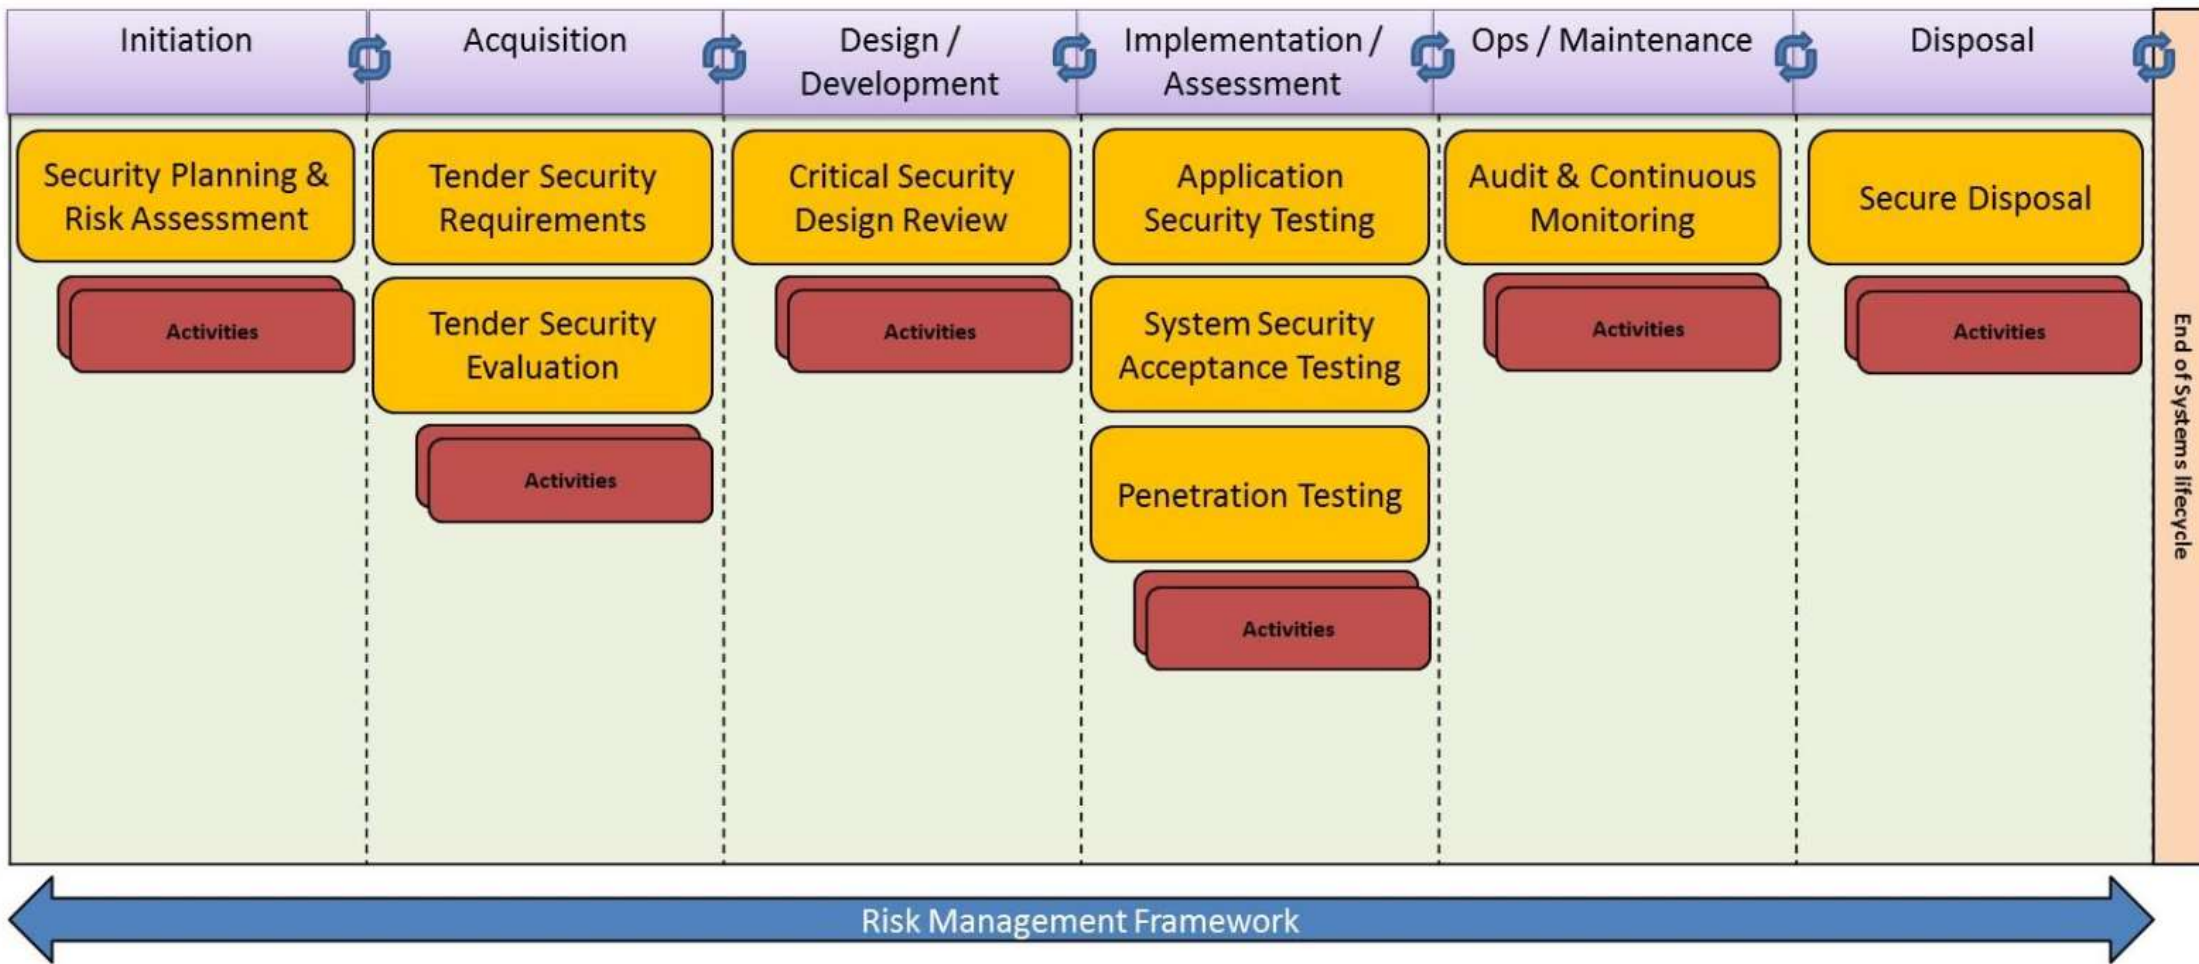 Initiation
Acquisition
Design /
Development
Implementation /
Assessment
Ops / Maintenance
Disposal
Security Planning &
Risk Assessment
Activities
Tender Security
Requirements
Tender Security
Evaluation
Activities
Critical Security
Design Review
Activities
Application
Security Testing
System Security
Acceptance Testing
Penetration Testing
Activities
Audit & Continuous
Monitoring
Activities
Secure Disposal
Activities
End of Systems lifecycle
Risk Management Framework